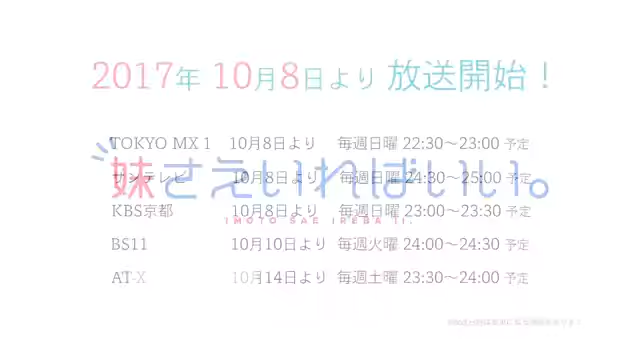 2017年 10月8日より 放送開始！
TOKYO MX 1 10月8日より 毎週日曜 22:30～23:00 予定
サンテレビ 10月8日より 毎週日曜 24:30～25:00 予定
妹さえいればいい。
KBS京都 10月8日より 毎週日曜 23:00～23:30 予定
IMOTO SAE IREBA II.
BS11 10月10日より 毎週火曜 24:00～24:30 予定
AT-X 10月14日より 毎週土曜 23:30～24:00 予定